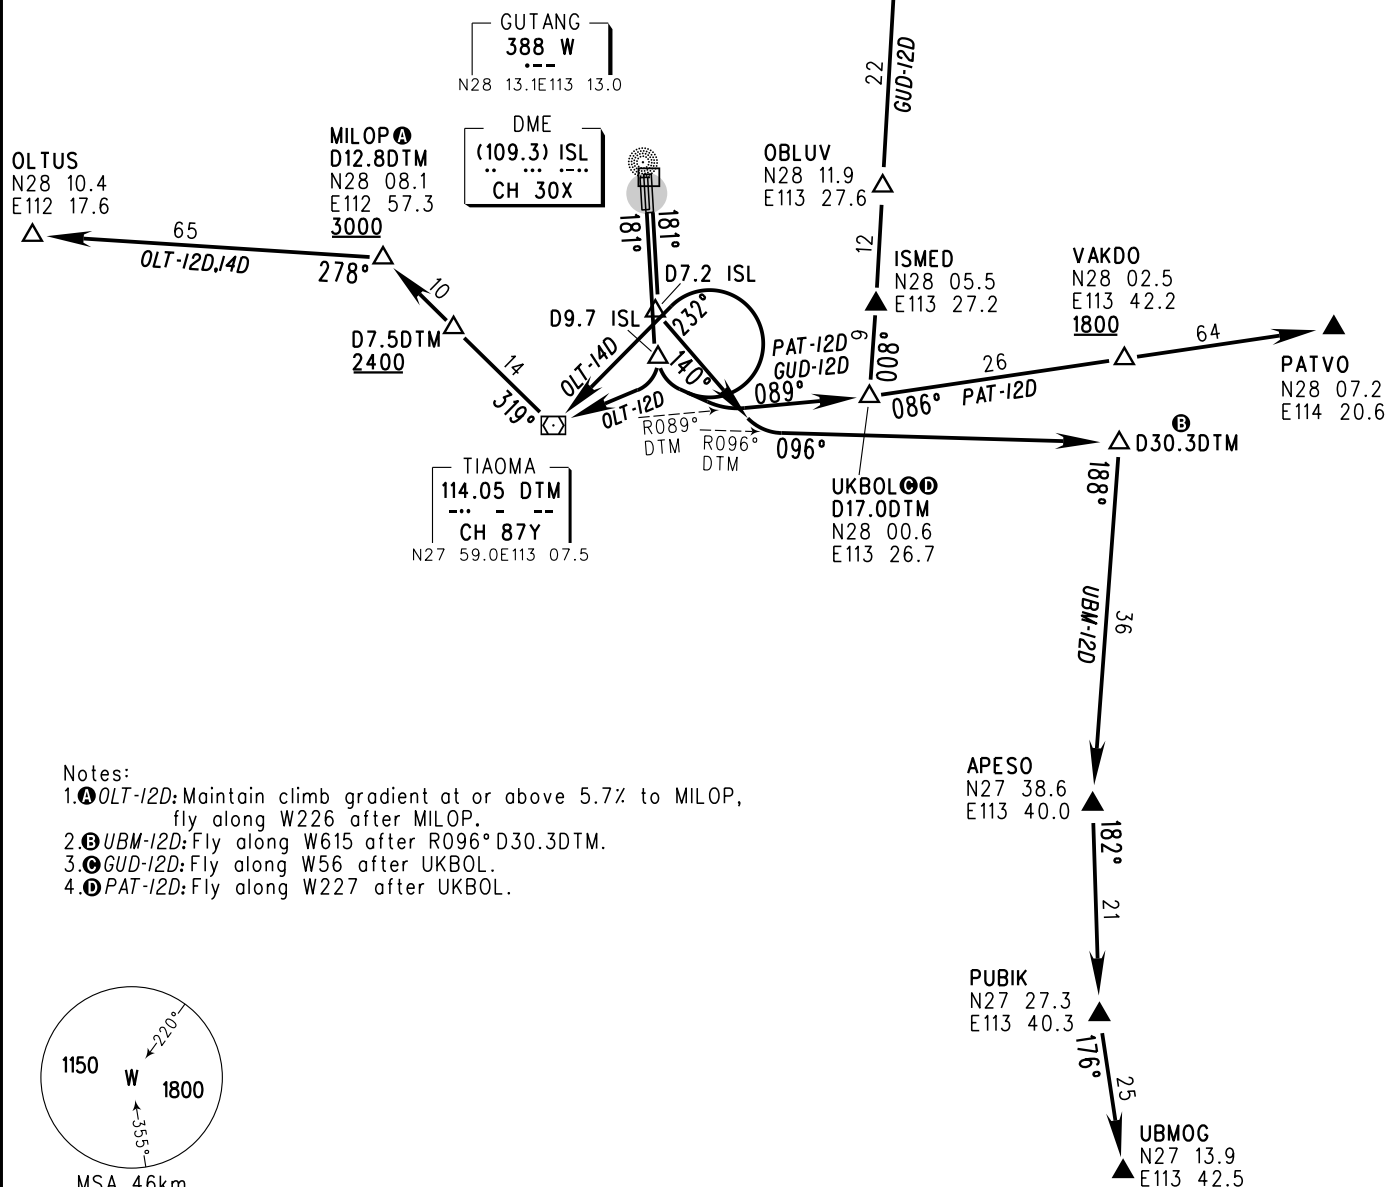 GUTANG
388 W
N28 13.1E113 13.0
DME
(109.3) ISL
CH 30X
22
GUD-12D
MILOP Ⓐ
D12.8DTM
N28 08.1
E112 57.3
3000
OLTUS
N28 10.4
E112 17.6
65
OLT-12D,14D
278°
10
D7.5DTM
2400
14
319°
181°
181°
D7.2 ISL
D9.7 ISL
232°
140°
OLT-14D
OLT-12D
R089°
DTM
R096°
DTM
OBLUV
N28 11.9
E113 27.6
12
ISMED
N28 05.5
E113 27.2
9
008°
PAT-12D
GUD-12D
089°
086°
26
PAT-12D
VAKDO
N28 02.5
E113 42.2
1800
64
PATVO
N28 07.2
E114 20.6
096°
Ⓑ
D30.3DTM
188°
TIAOMA
114.05 DTM
CH 87Y
N27 59.0E113 07.5
UKBOL ⒸⒹ
D17.0DTM
N28 00.6
E113 26.7
UBM-12D
36
APESO
N27 38.6
E113 40.0
182°
21
PUBIK
N27 27.3
E113 40.3
176°
25
UBMOG
N27 13.9
E113 42.5
Notes:
1.Ⓐ OLT-12D: Maintain climb gradient at or above 5.7% to MILOP,
fly along W226 after MILOP.
2.Ⓑ UBM-12D: Fly along W615 after R096° D30.3DTM.
3.Ⓒ GUD-12D: Fly along W56 after UKBOL.
4.Ⓓ PAT-12D: Fly along W227 after UKBOL.
220°
1150
W
1800
355°
MSA 46km